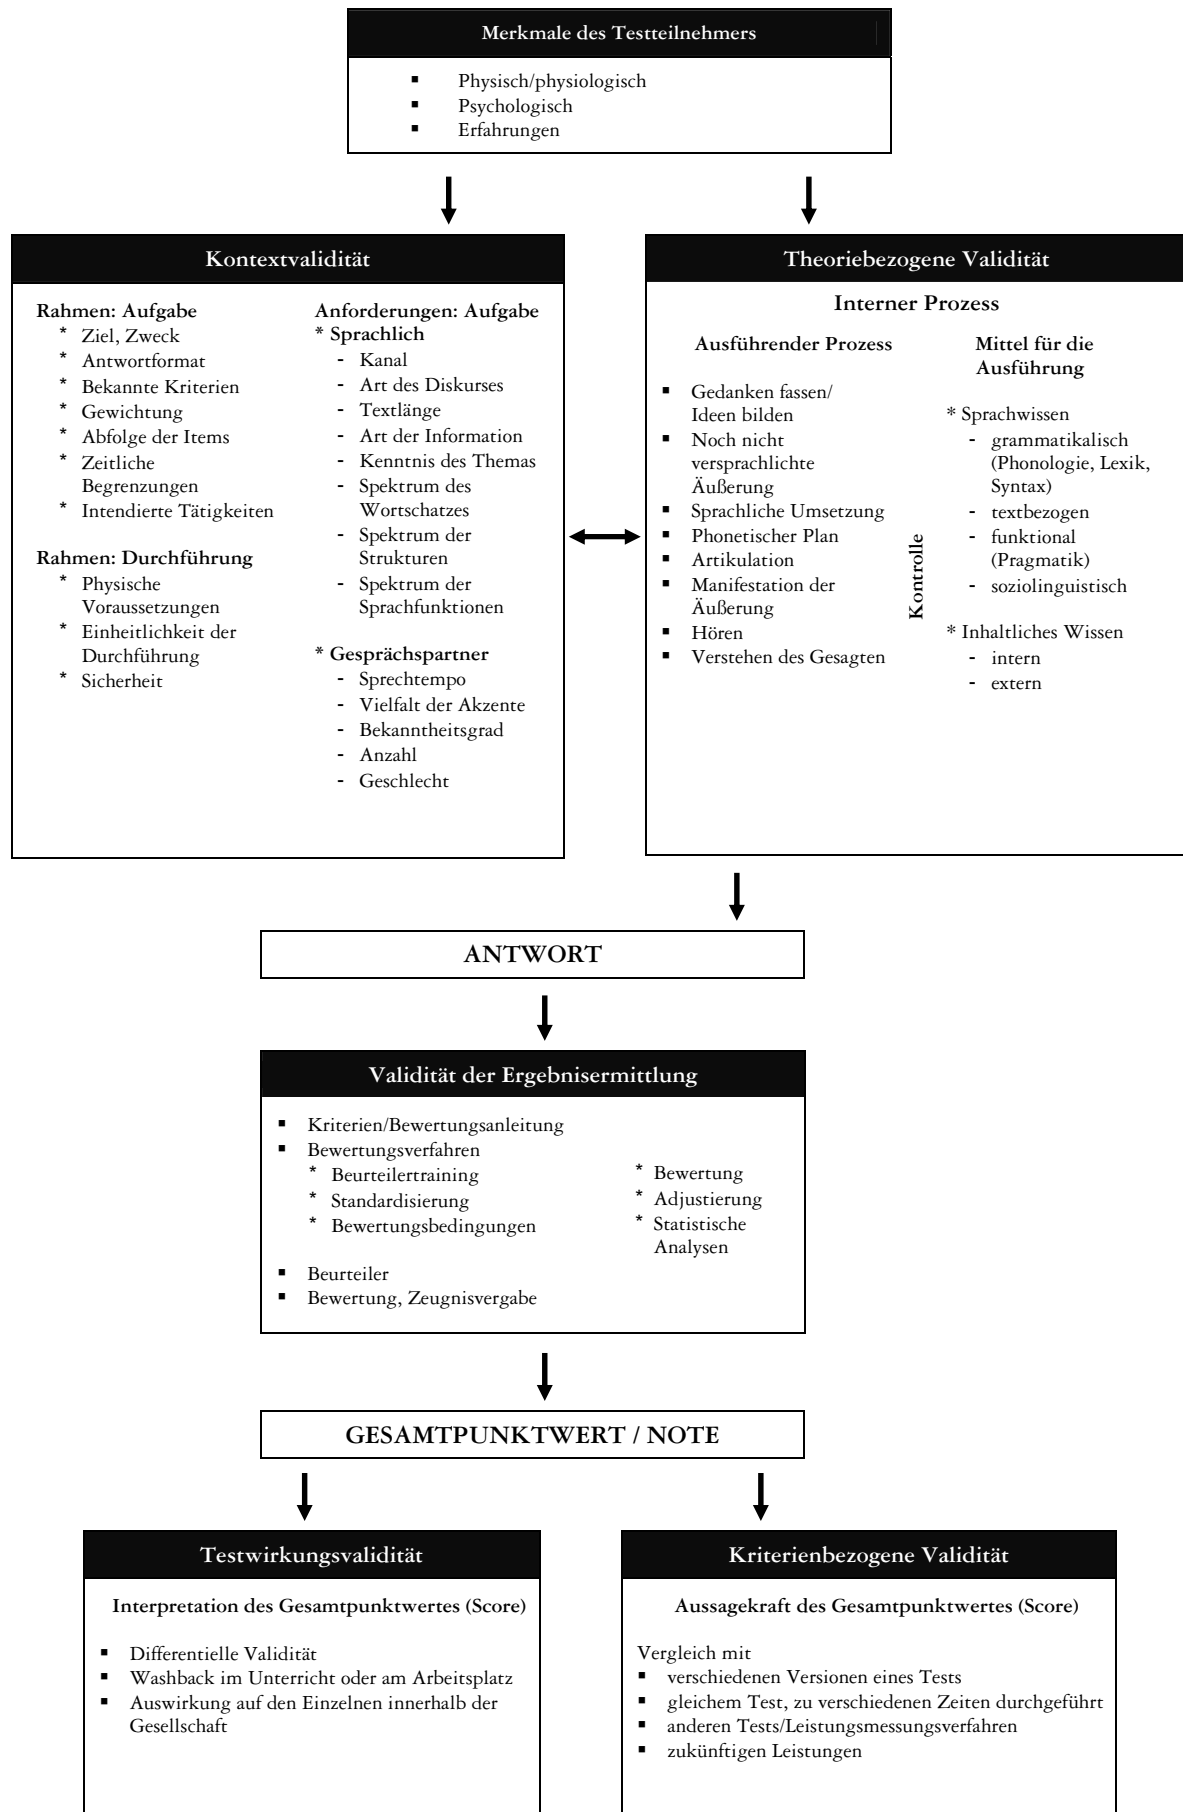 Merkmale des Testteilnehmers
▪ Physisch/physiologisch
▪ Psychologisch
▪ Erfahrungen
Kontextvalidität
Rahmen: Aufgabe
* Ziel, Zweck
* Antwortformat
* Bekannte Kriterien
* Gewichtung
* Abfolge der Items
* Zeitliche
Begrenzungen
* Intendierte Tätigkeiten
Rahmen: Durchführung
* Physische
Voraussetzungen
* Einheitlichkeit der
Durchführung
* Sicherheit
Anforderungen: Aufgabe
* Sprachlich
- Kanal
- Art des Diskurses
- Textlänge
- Art der Information
- Kenntnis des Themas
- Spektrum des
Wortschatzes
- Spektrum der
Strukturen
- Spektrum der
Sprachfunktionen
* Gesprächspartner
- Sprechtempo
- Vielfalt der Akzente
- Bekanntheitsgrad
- Anzahl
- Geschlecht
Theoriebezogene Validität
Interner Prozess
Ausführender Prozess
▪ Gedanken fassen/
Ideen bilden
▪ Noch nicht
versprachlichte
Äußerung
▪ Sprachliche Umsetzung
▪ Phonetischer Plan
▪ Artikulation
▪ Manifestation der
Äußerung
▪ Hören
▪ Verstehen des Gesagten
Kontrolle
Mittel für die
Ausführung
* Sprachwissen
- grammatikalisch
(Phonologie, Lexik,
Syntax)
- textbezogen
- funktional
(Pragmatik)
- soziolinguistisch
* Inhaltliches Wissen
- intern
- extern
ANTWORT
Validität der Ergebnisermittlung
▪ Kriterien/Bewertungsanleitung
▪ Bewertungsverfahren
* Beurteilertraining
* Standardisierung
* Bewertungsbedingungen
* Bewertung
* Adjustierung
* Statistische
Analysen
▪ Beurteiler
▪ Bewertung, Zeugnisvergabe
GESAMTPUNKTWERT / NOTE
Testwirkungsvalidität
Interpretation des Gesamtpunktwertes (Score)
▪ Differentielle Validität
▪ Washback im Unterricht oder am Arbeitsplatz
▪ Auswirkung auf den Einzelnen innerhalb der
Gesellschaft
Kriterienbezogene Validität
Aussagekraft des Gesamtpunktwertes (Score)
Vergleich mit
▪ verschiedenen Versionen eines Tests
▪ gleichem Test, zu verschiedenen Zeiten durchgeführt
▪ anderen Tests/Leistungsmessungsverfahren
▪ zukünftigen Leistungen